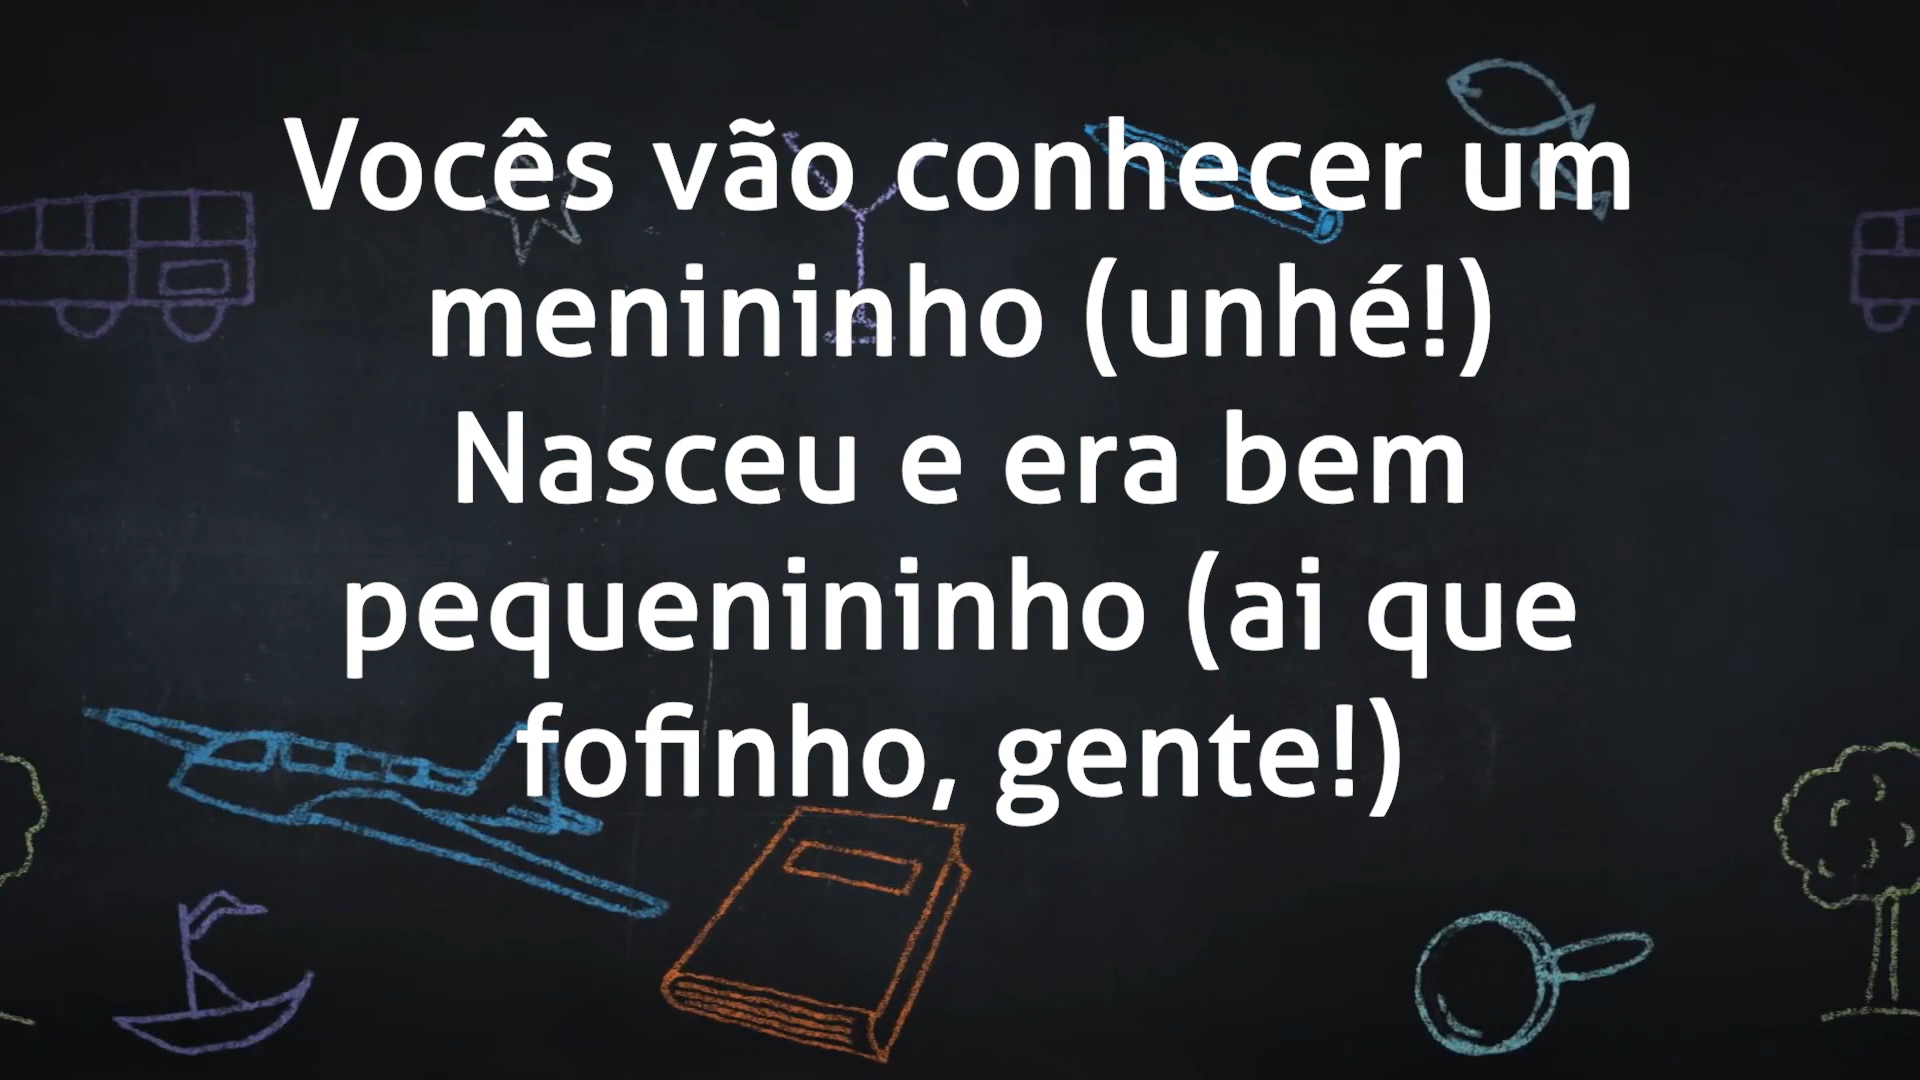 Vocês vão conhecer um
menininho (unhé!)
Nasceu e era bem
pequenininho (ai que
fofinho, gente!)